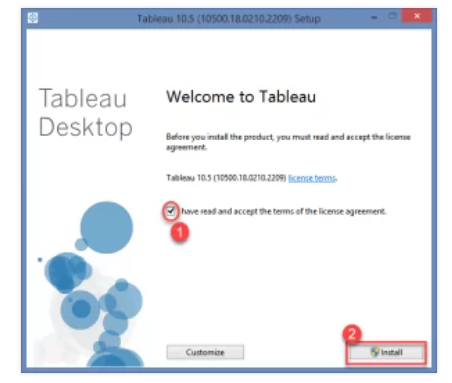 Tableau 10.5 (10500.18.0210.2209) Setup
Tableau
Desktop
Welcome to Tableau
Before you install the product, you must read and accept the license
agreement.
Tableau 10.5 (10500.18.0210.2209) license terms.
I have read and accept the terms of the license agreement.
1
2
Customize
Install